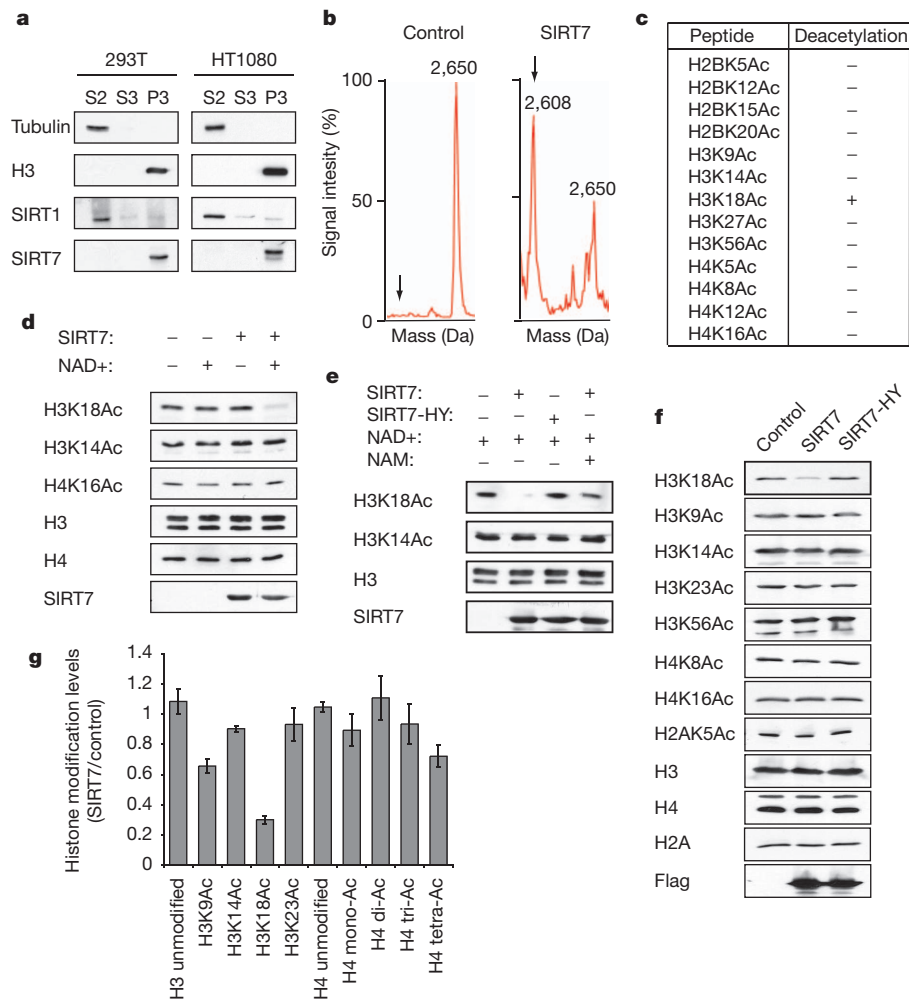 a
293T HT1080
S2 S3 P3 S2 S3 P3
Tubulin
H3
SIRT1
SIRT7
b
Control SIRT7
Signal intesity (%)
100
50
0
2,650
2,608
2,650
Mass (Da) Mass (Da)
c
Peptide Deacetylation
H2BK5Ac –
H2BK12Ac –
H2BK15Ac –
H2BK20Ac –
H3K9Ac –
H3K14Ac –
H3K18Ac +
H3K27Ac –
H3K56Ac –
H4K5Ac –
H4K8Ac –
H4K12Ac –
H4K16Ac –
d
SIRT7: – – + +
NAD+: – + – +
H3K18Ac
H3K14Ac
H4K16Ac
H3
H4
SIRT7
e
SIRT7: – + – +
SIRT7-HY: – – + –
NAD+: + + + +
NAM: – – – +
H3K18Ac
H3K14Ac
H3
SIRT7
f
Control SIRT7 SIRT7-HY
H3K18Ac
H3K9Ac
H3K14Ac
H3K23Ac
H3K56Ac
H4K8Ac
H4K16Ac
H2AK5Ac
H3
H4
H2A
Flag
g
Histone modification levels
(SIRT7/control)
1.4
1.2
1
0.8
0.6
0.4
0.2
0
H3 unmodified
H3K9Ac
H3K14Ac
H3K18Ac
H3K23Ac
H4 unmodified
H4 mono-Ac
H4 di-Ac
H4 tri-Ac
H4 tetra-Ac